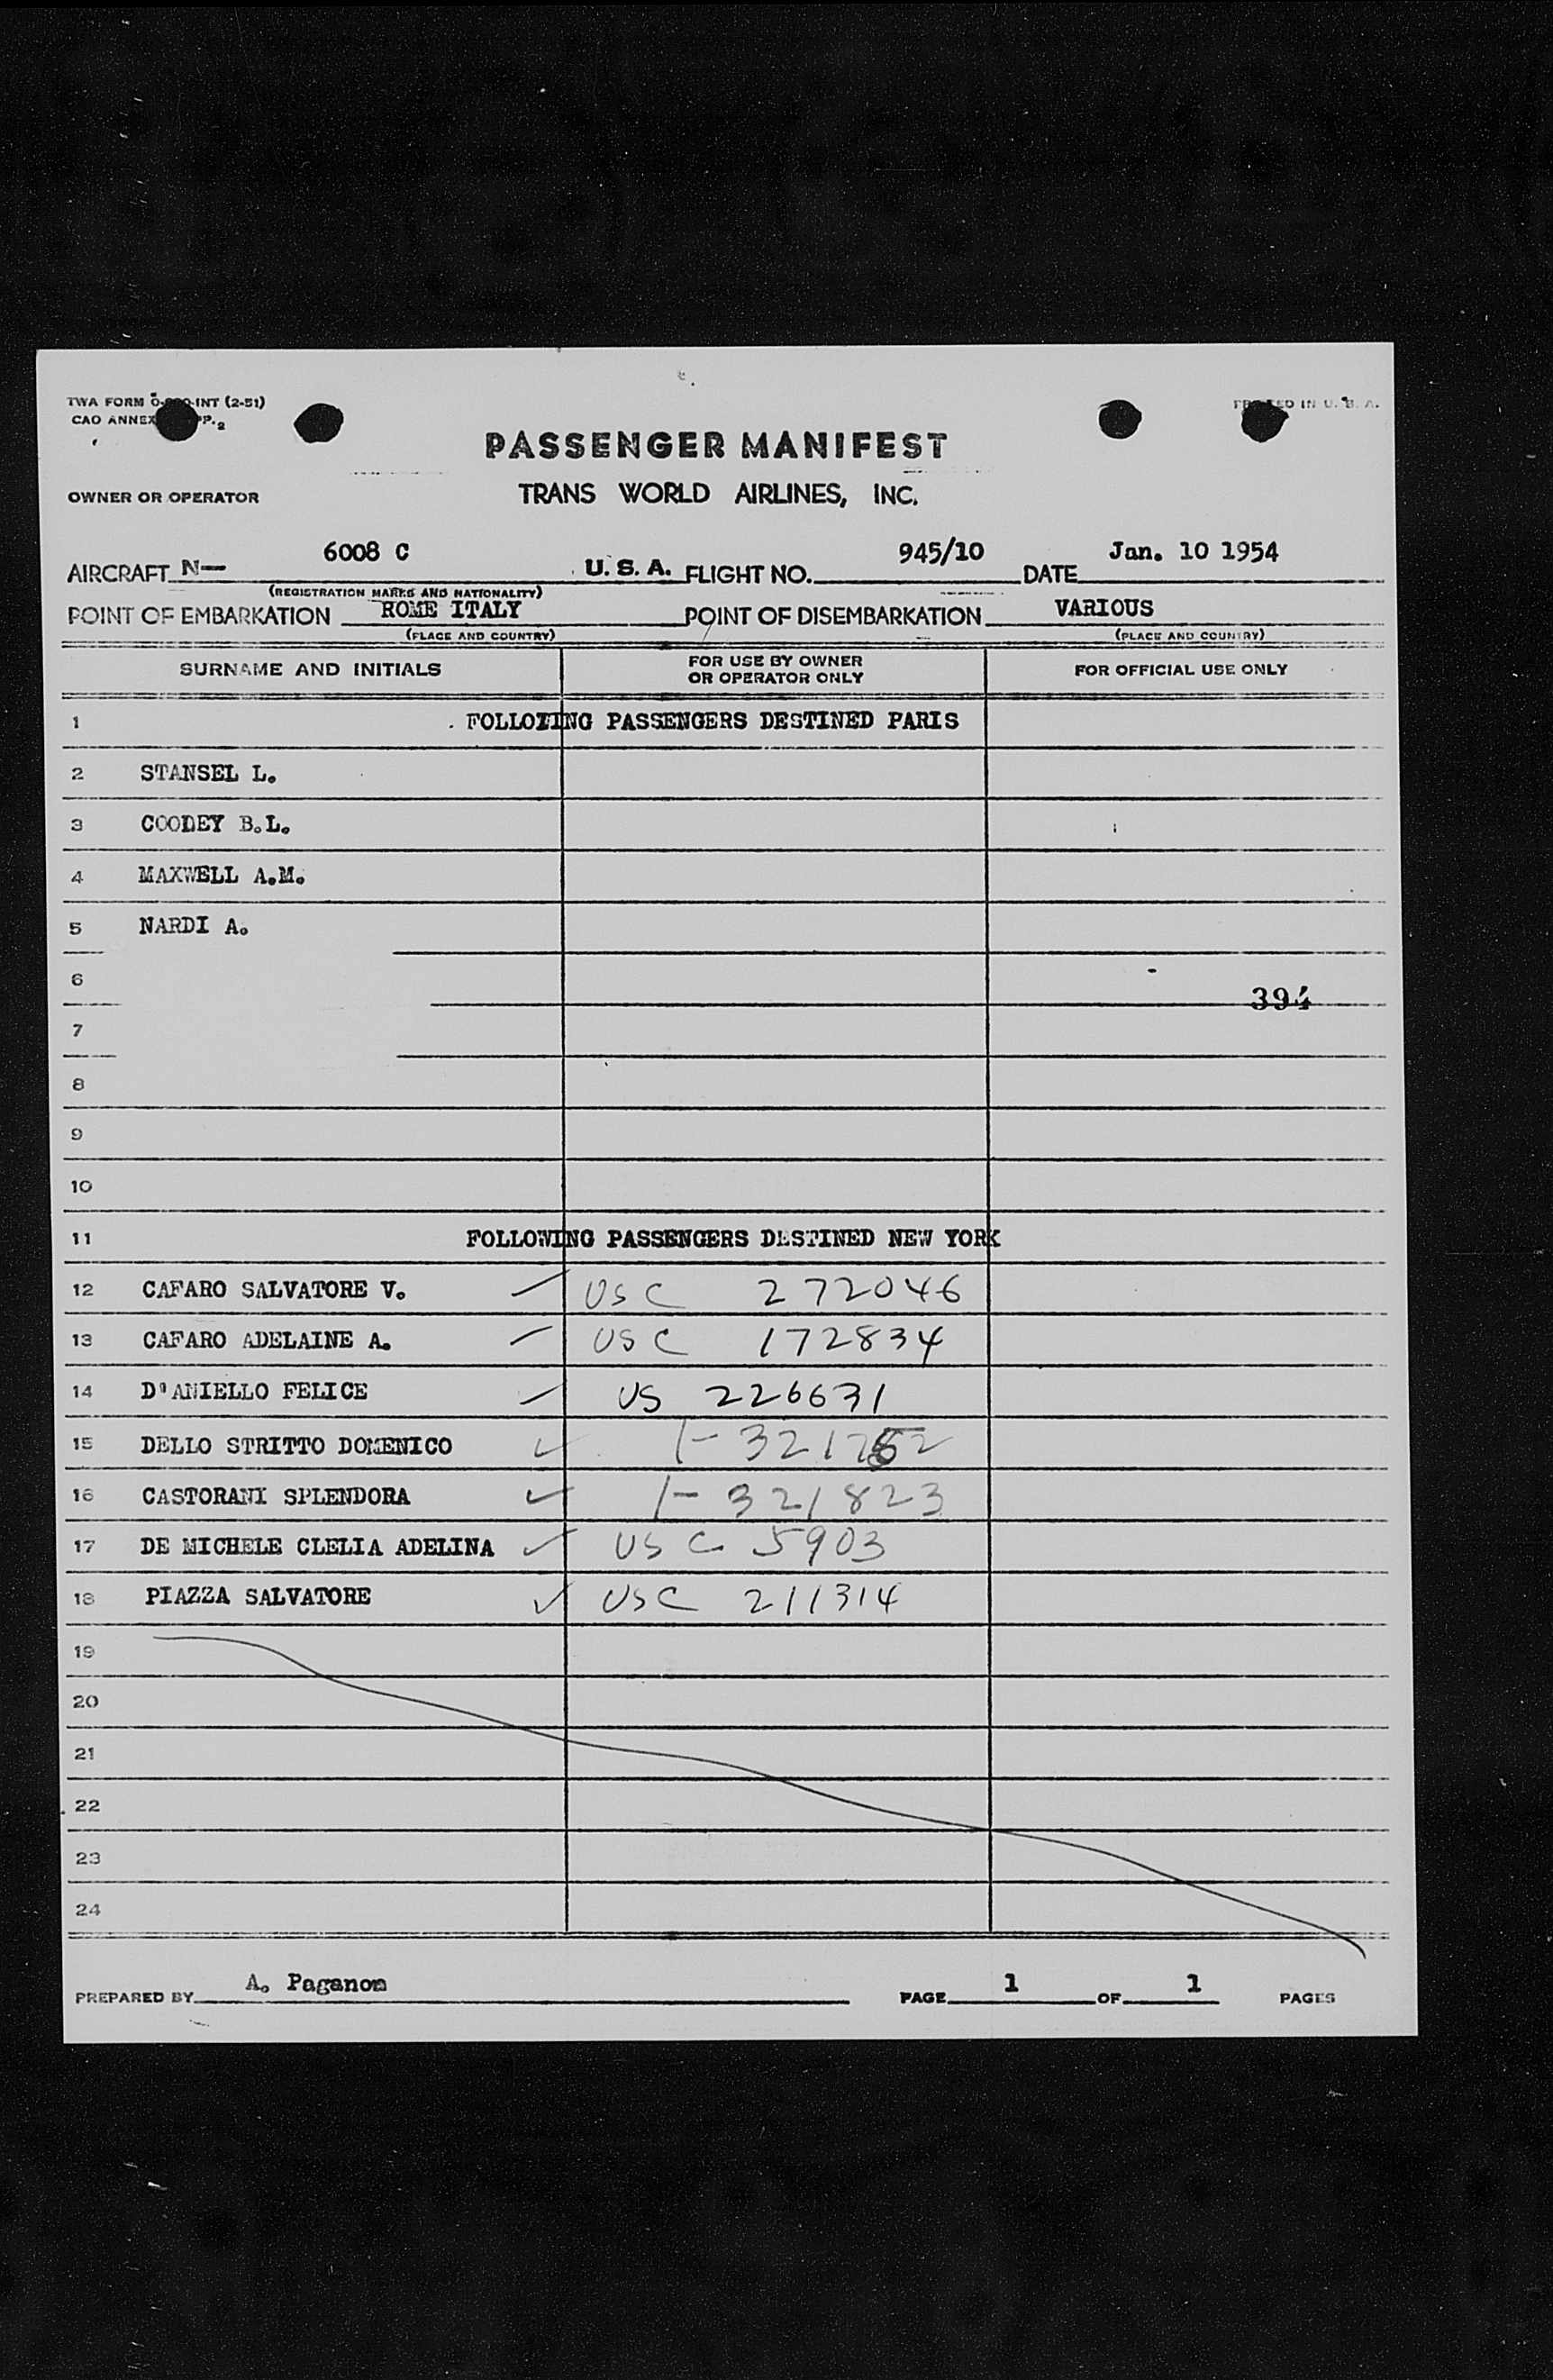 TWA FORM INT (2-51)
CAO ANNEX
PASSENGER MANIFEST
OWNER OR OPERATOR TRANS WORLD AIRLINES, INC.
AIRCRAFT N— 6008 C U.S.A. FLIGHT NO. 945/10 DATE Jan. 10 1954
(REGISTRATION MARKS AND NATIONALITY)
POINT OF EMBARKATION ROME ITALY POINT OF DISEMBARKATION VARIOUS
(PLACE AND COUNTRY) (PLACE AND COUNTRY)
SURNAME AND INITIALS FOR USE BY OWNER OR OPERATOR ONLY FOR OFFICIAL USE ONLY
1 FOLLOWING PASSENGERS DESTINED PARIS
2 STANSEL L.
3 COODEY B.L.
4 MAXWELL A.M.
5 NARDI A.
6
394
7
8
9
10
11 FOLLOWING PASSENGERS DESTINED NEW YORK
12 CAFARO SALVATORE V. ✓ USC 272046
13 CAFARO ADELAINE A. ✓ USC 172834
14 D'ANIELLO FELICE ✓ US 226631
15 DELLO STRITTO DOMENICO ✓
16 CASTORANI SPLENDORA ✓ I- 321823
17 DE MICHELE CLELIA ADELINA ✓ USC 5903
18 PIAZZA SALVATORE ✓ USC 211314
19
20
21
22
23
24
PREPARED BY A. Paganon PAGE 1 OF 1 PAGES